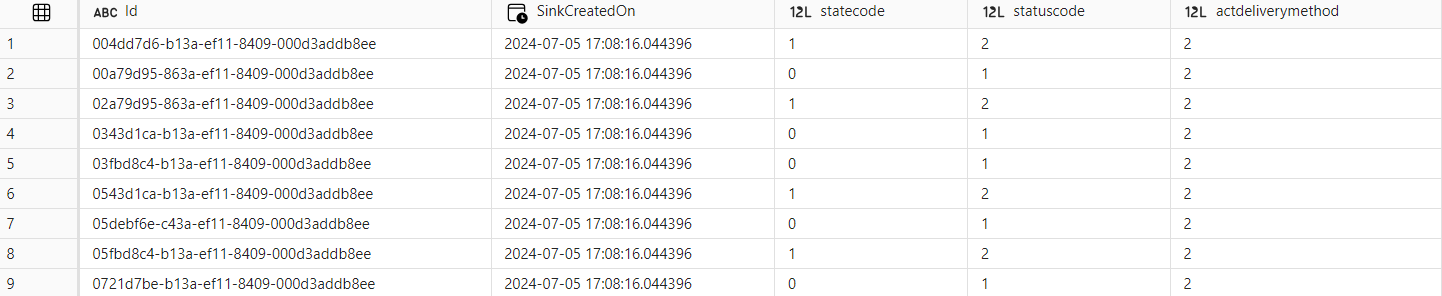 ABC Id SinkCreatedOn 12L statecode 12L statuscode 12L actdeliverymethod
1 004dd7d6-b13a-ef11-8409-000d3addb8ee 2024-07-05 17:08:16.044396 1 2 2
2 00a79d95-863a-ef11-8409-000d3addb8ee 2024-07-05 17:08:16.044396 0 1 2
3 02a79d95-863a-ef11-8409-000d3addb8ee 2024-07-05 17:08:16.044396 1 2 2
4 0343d1ca-b13a-ef11-8409-000d3addb8ee 2024-07-05 17:08:16.044396 0 1 2
5 03fbd8c4-b13a-ef11-8409-000d3addb8ee 2024-07-05 17:08:16.044396 0 1 2
6 0543d1ca-b13a-ef11-8409-000d3addb8ee 2024-07-05 17:08:16.044396 1 2 2
7 05debf6e-c43a-ef11-8409-000d3addb8ee 2024-07-05 17:08:16.044396 0 1 2
8 05fbd8c4-b13a-ef11-8409-000d3addb8ee 2024-07-05 17:08:16.044396 1 2 2
9 0721d7be-b13a-ef11-8409-000d3addb8ee 2024-07-05 17:08:16.044396 0 1 2